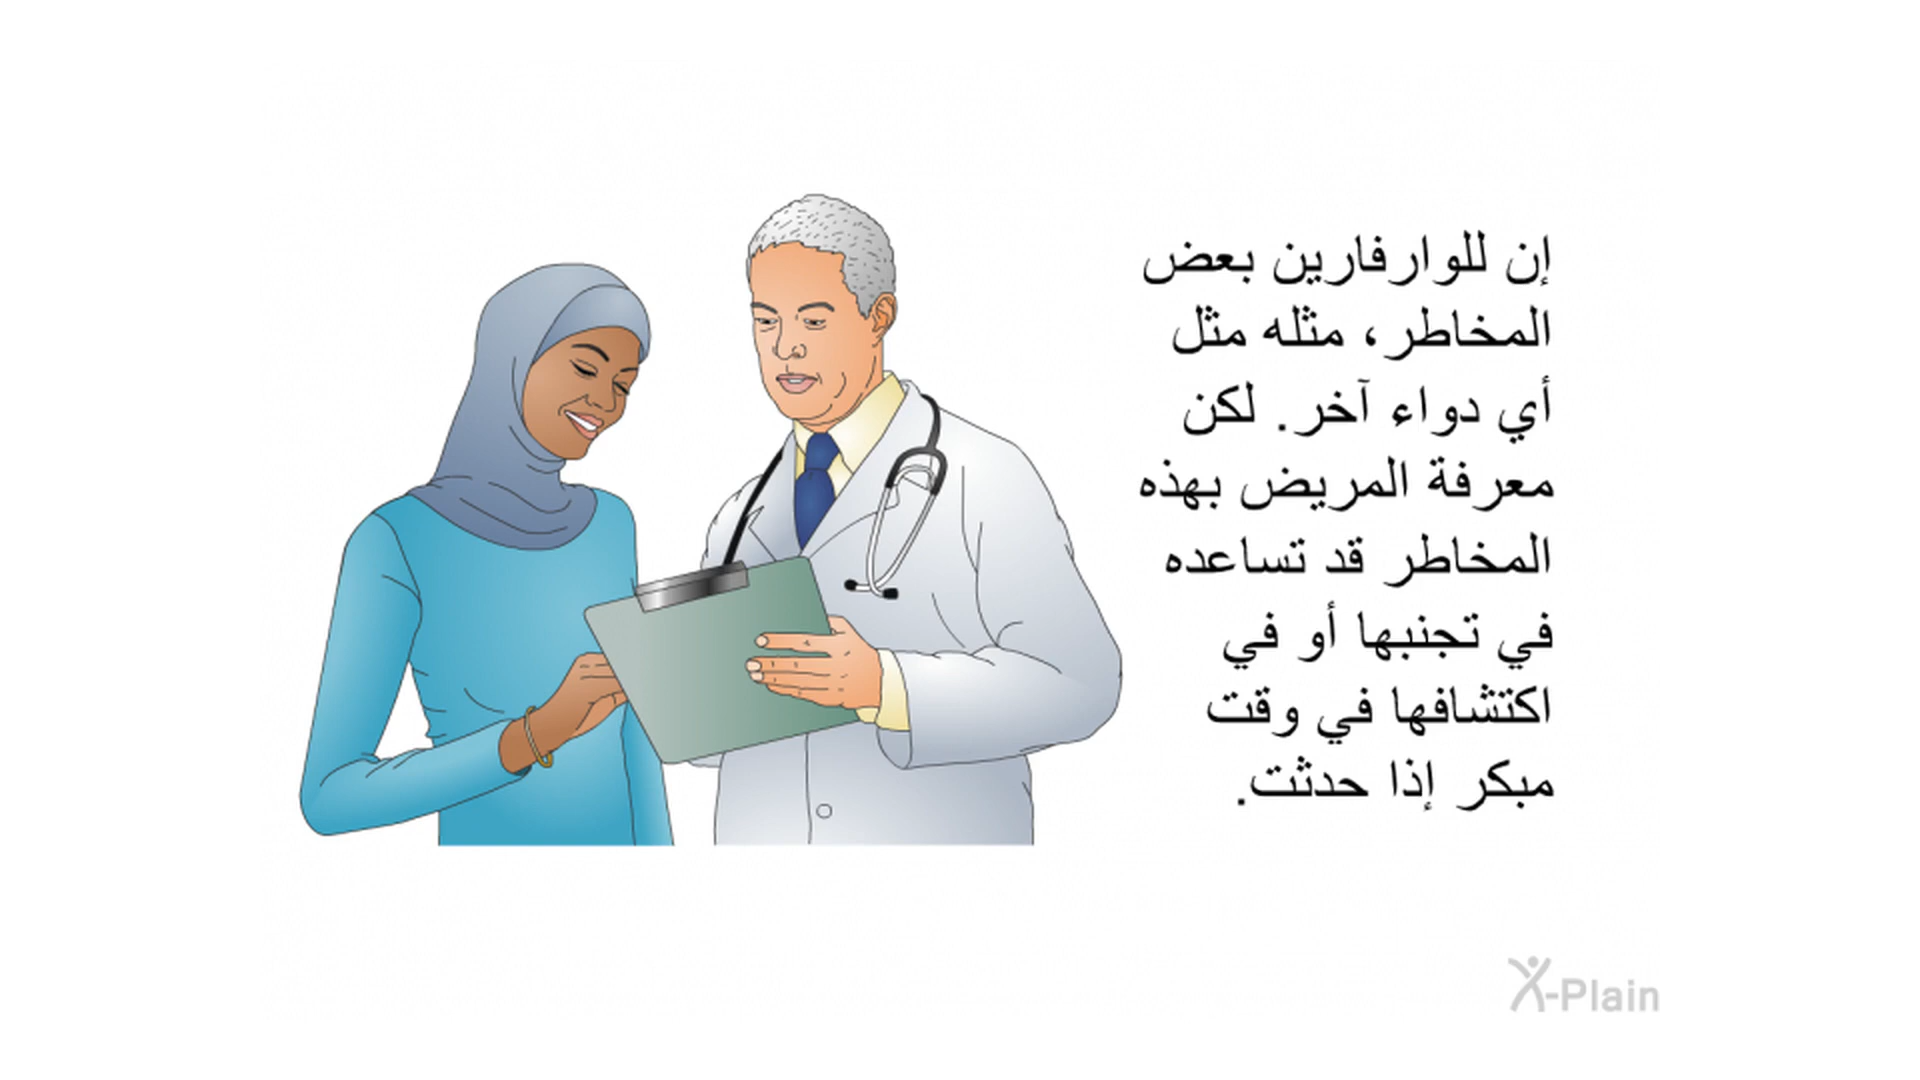 إن للوارفارين بعض
المخاطر، مثله مثل
أي دواء آخر. لكن
معرفة المريض بهذه
المخاطر قد تساعده
في تجنبها أو في
اكتشافها في وقت
مبكر إذا حدثت.
X-Plain